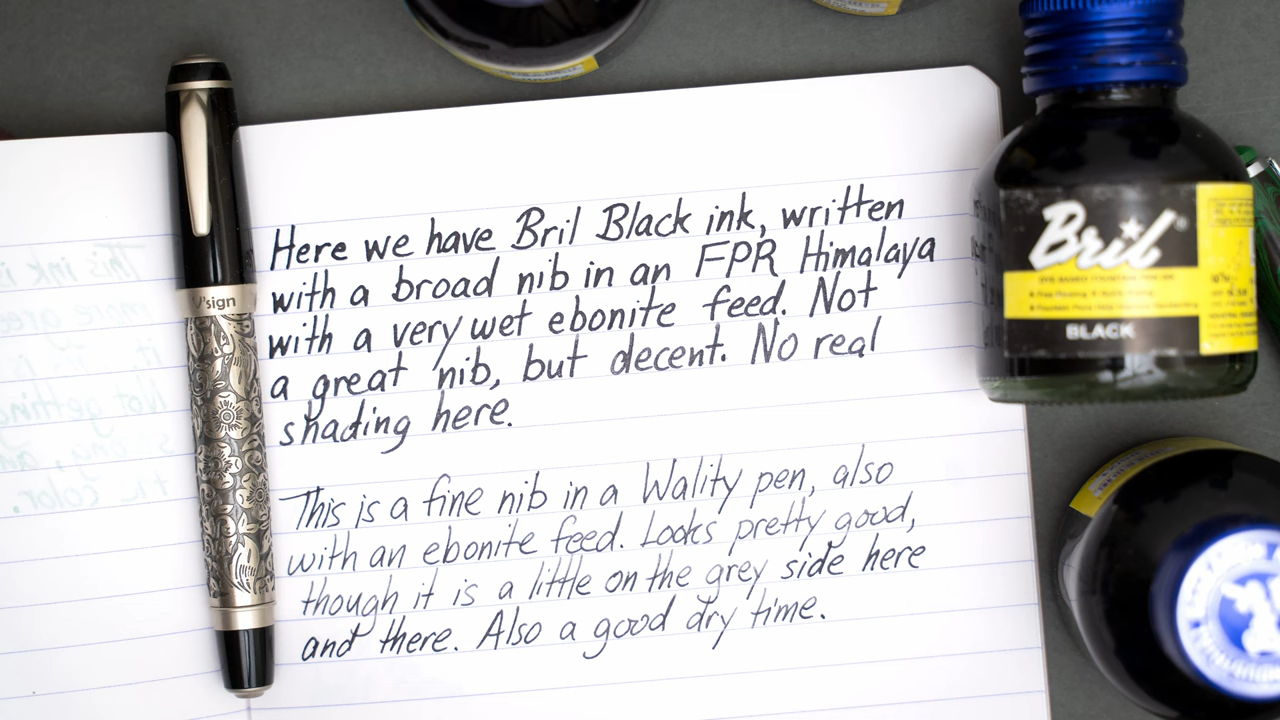 Here we have Bril Black ink, written
with a broad nib in an FPR Himalaya
with a very wet ebonite feed. Not
a great nib, but decent. No real
shading here.
This is a fine nib in a Wality pen, also
with an ebonite feed. Looks pretty good,
though it is a little on the grey side here
and there. Also a good dry time.
V'sign
Bril
BLACK